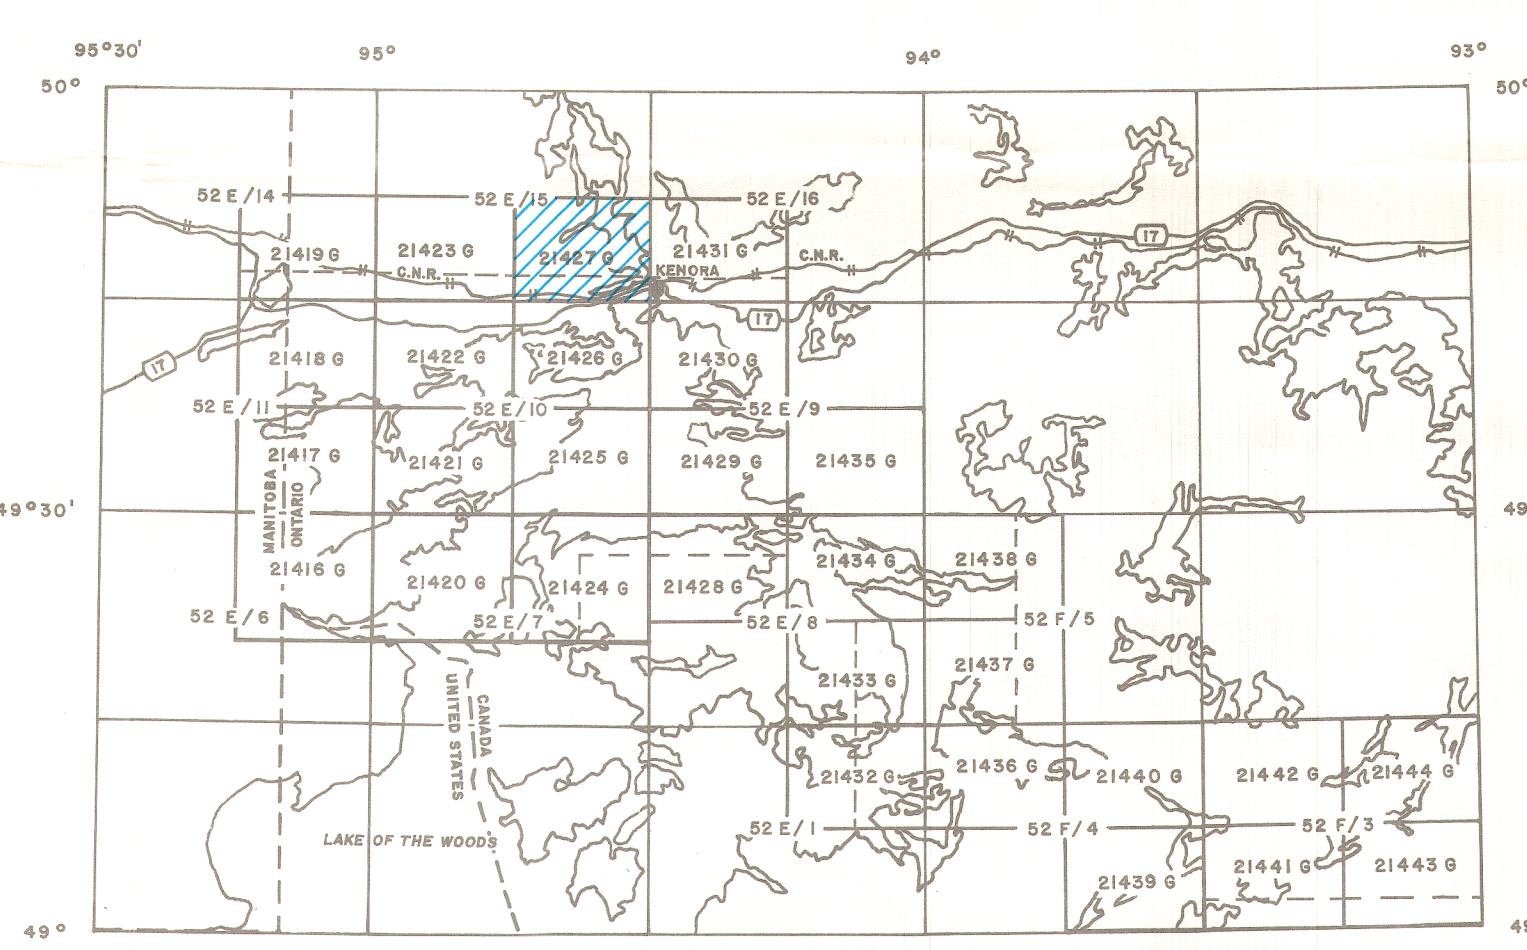 95°30' 95° 94° 93°
50° 50°
52 E/14 52 E/15 52 E/16
21419 G 21423 G 21427 G 21431 G
C.N.R. C.N.R.
KENORA
17
17
17
21418 G 21422 G 21426 G 21430 G
52 E/11 52 E/10 52 E/9
21417 G 21421 G 21425 G 21429 G 21435 G
49°30' 49
MANITOBA
ONTARIO
21416 G 21420 G 21424 G 21428 G 21434 G 21438 G
52 E/6 52 E/7 52 E/8 52 F/5
21433 G 21437 G
CANADA
UNITED STATES
21432 G 21436 G 21440 G 21442 G 21444 G
LAKE OF THE WOODS
52 E/1 52 F/4 52 F/3
21439 G 21441 G 21443 G
49° 49